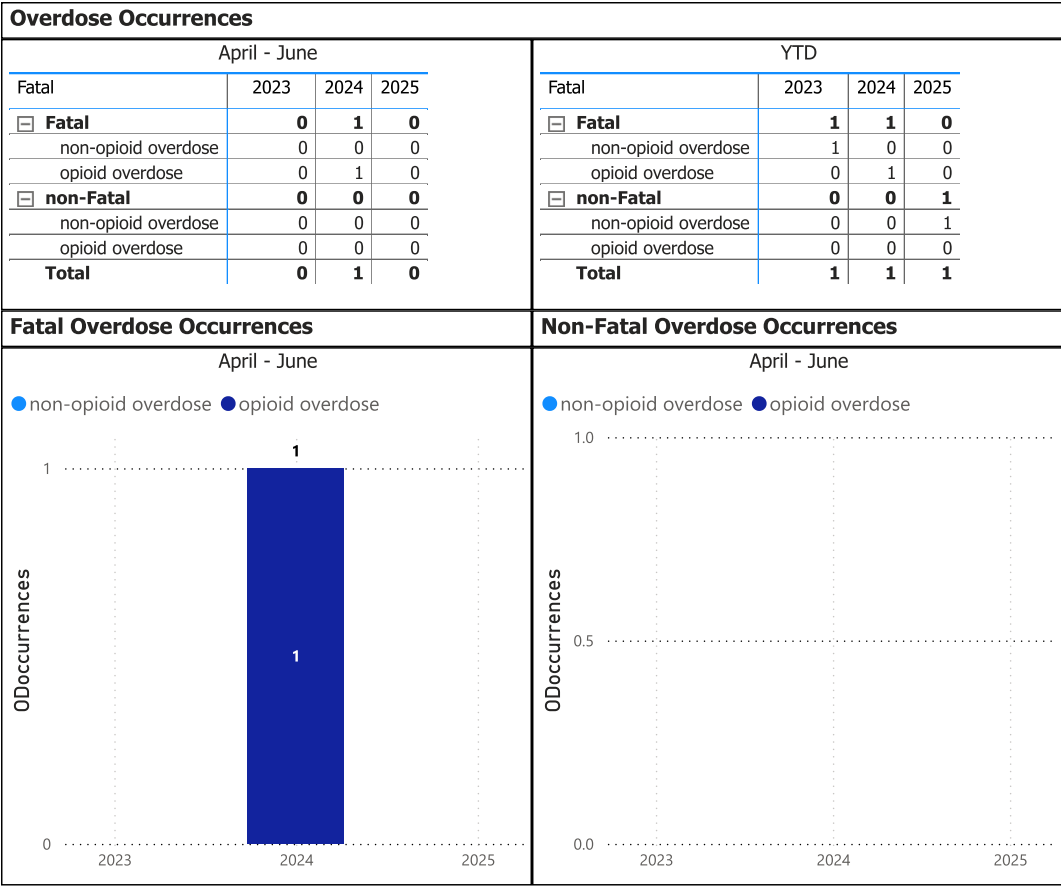 Overdose Occurrences
April - June
Fatal 2023 2024 2025
Fatal 0 1 0
non-opioid overdose 0 0 0
opioid overdose 0 1 0
non-Fatal 0 0 0
non-opioid overdose 0 0 0
opioid overdose 0 0 0
Total 0 1 0
YTD
Fatal 2023 2024 2025
Fatal 1 1 0
non-opioid overdose 1 0 0
opioid overdose 0 1 0
non-Fatal 0 0 1
non-opioid overdose 0 0 1
opioid overdose 0 0 0
Total 1 1 1
Fatal Overdose Occurrences
April - June
non-opioid overdose opioid overdose
1
1
ODoccurrences
1
0
2023 2024 2025
Non-Fatal Overdose Occurrences
April - June
non-opioid overdose opioid overdose
1.0
ODoccurrences
0.5
0.0
2023 2024 2025